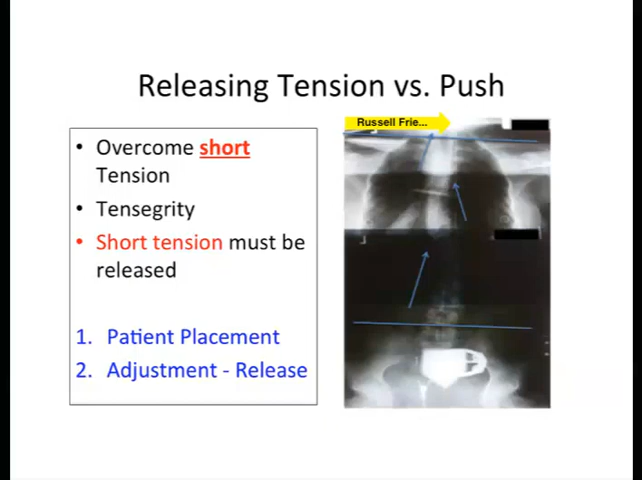 Releasing Tension vs. Push
• Overcome short
Tension
• Tensegrity
• Short tension must be
released
1. Patient Placement
2. Adjustment - Release
Russell Frie...